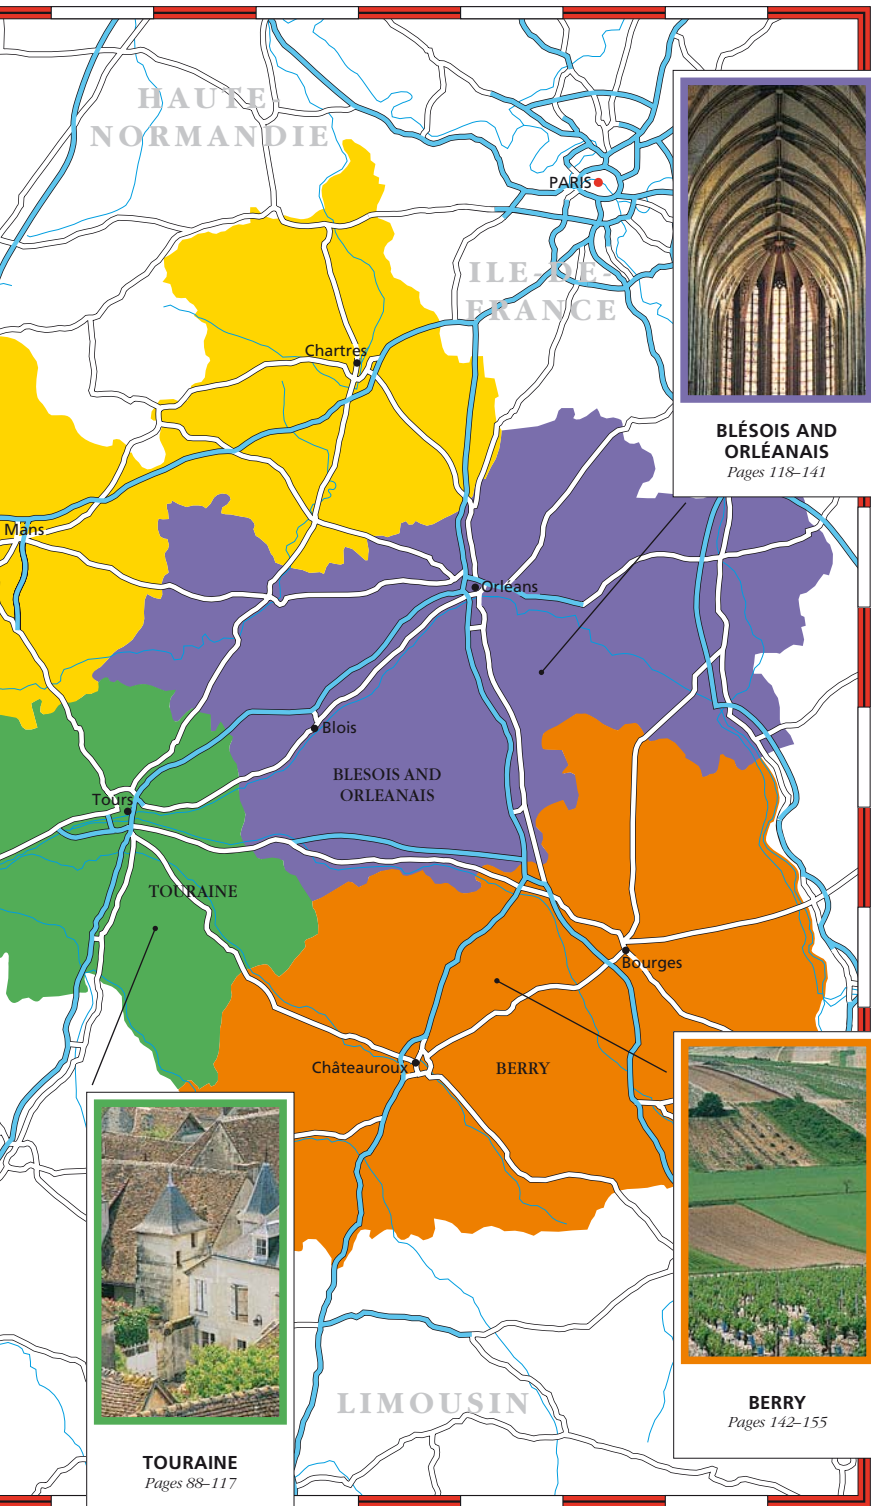 HAUTE-
NORMANDIE
PARIS
ILE-DE-
FRANCE
Chartres
BLÉSOIS AND
ORLÉANAIS
Pages 118–141
Mans
Orléans
Blois
BLESOIS AND
ORLEANAIS
Tours
TOURAINE
Bourges
Châteauroux
BERRY
LIMOUSIN
BERRY
Pages 142–155
TOURAINE
Pages 88–117